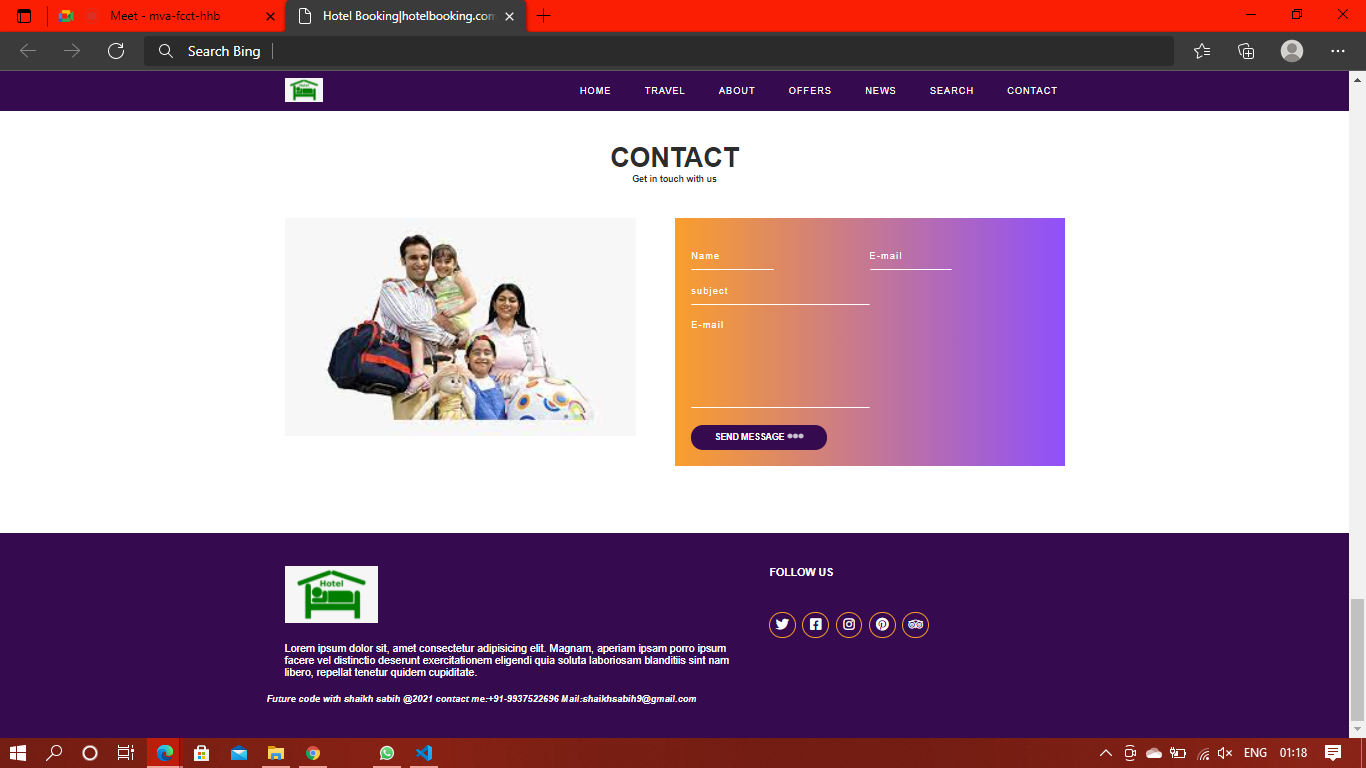 Meet - mva-fcct-hhb
Hotel Booking|hotelbooking.com
Search Bing
HOME TRAVEL ABOUT OFFERS NEWS SEARCH CONTACT
CONTACT
Get in touch with us
Name E-mail
subject
E-mail
SEND MESSAGE
Hotel
FOLLOW US
Lorem ipsum dolor sit, amet consectetur adipisicing elit. Magnam, aperiam ipsam porro ipsum
facere vel distinctio deserunt exercitationem eligendi quia soluta laboriosam blanditiis sint nam
libero, repellat tenetur quidem cupiditate.
Future code with shaikh sabih @2021 contact me:+91-9937522696 Mail:shaikhsabih9@gmail.com
ENG 01:18